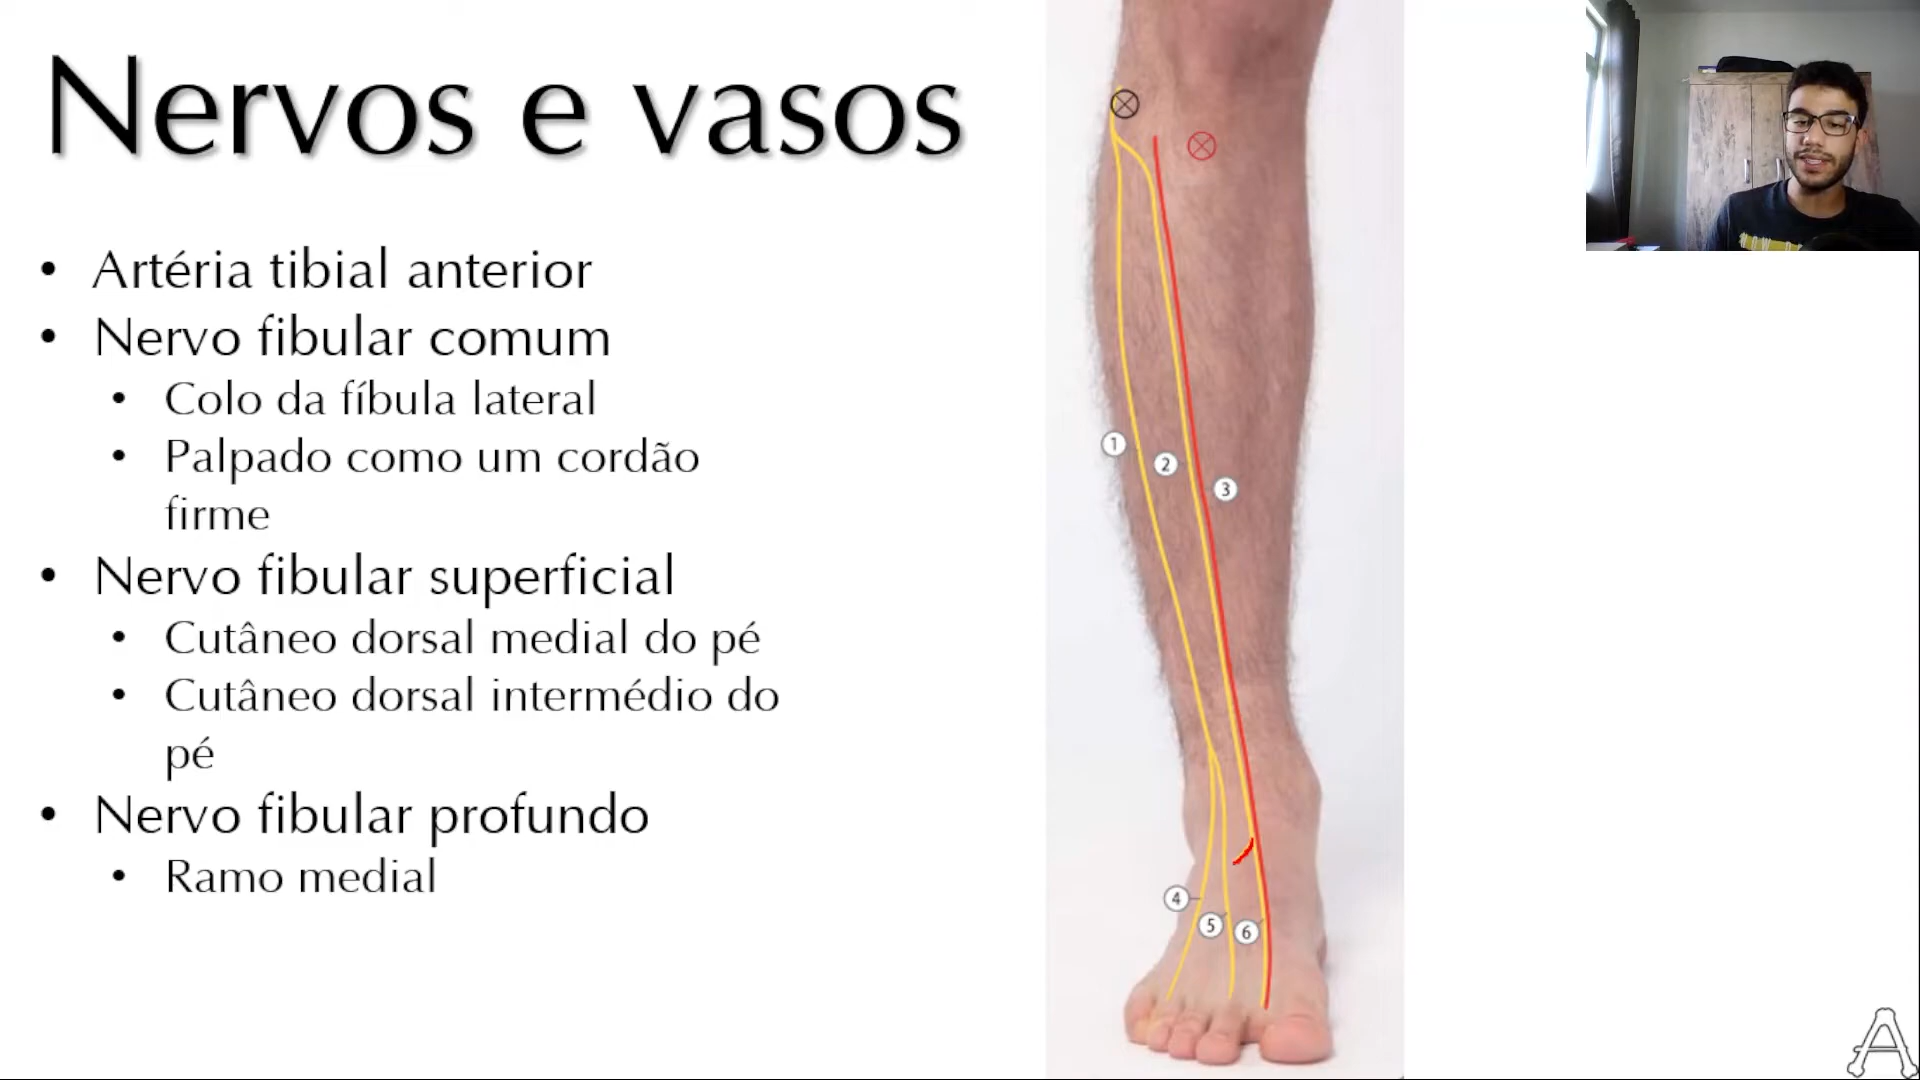 Nervos e vasos
• Artéria tibial anterior
• Nervo fibular comum
• Colo da fíbula lateral
• Palpado como um cordão
firme
• Nervo fibular superficial
• Cutâneo dorsal medial do pé
• Cutâneo dorsal intermédio do
pé
• Nervo fibular profundo
• Ramo medial
1
2
3
4
5
6
A